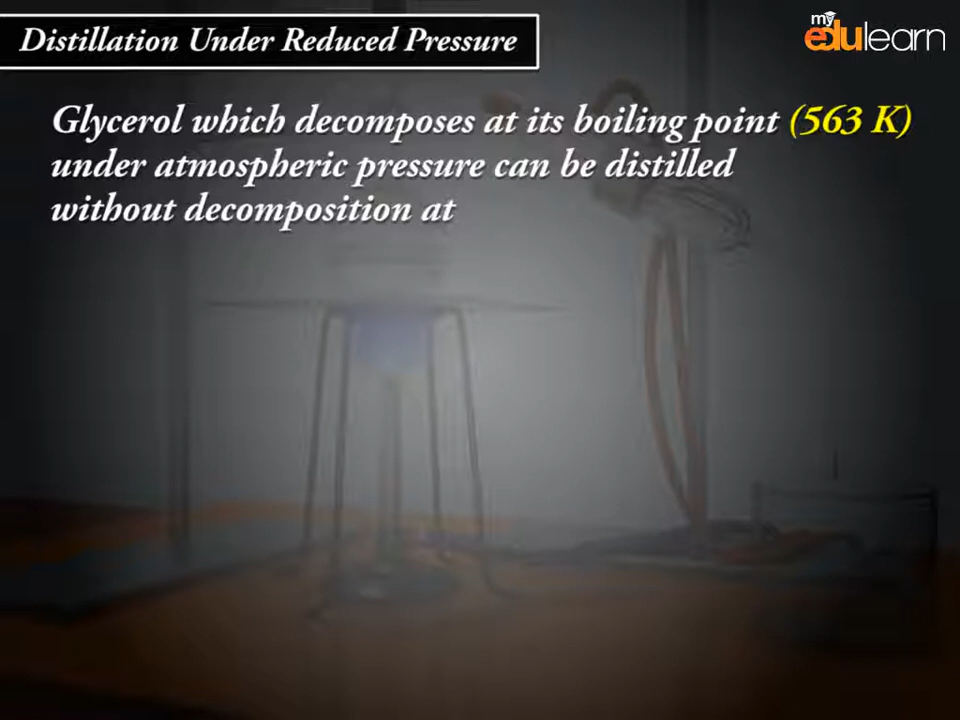 Distillation Under Reduced Pressure
my
edulearn
Glycerol which decomposes at its boiling point (563 K)
under atmospheric pressure can be distilled
without decomposition at